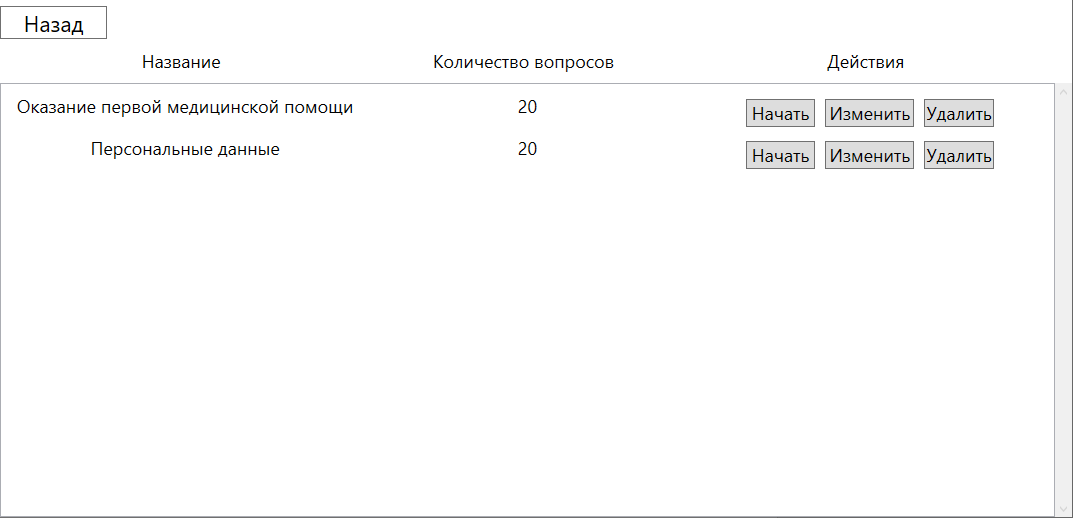 Назад
Название Количество вопросов Действия
Оказание первой медицинской помощи 20 Начать Изменить Удалить
Персональные данные 20 Начать Изменить Удалить